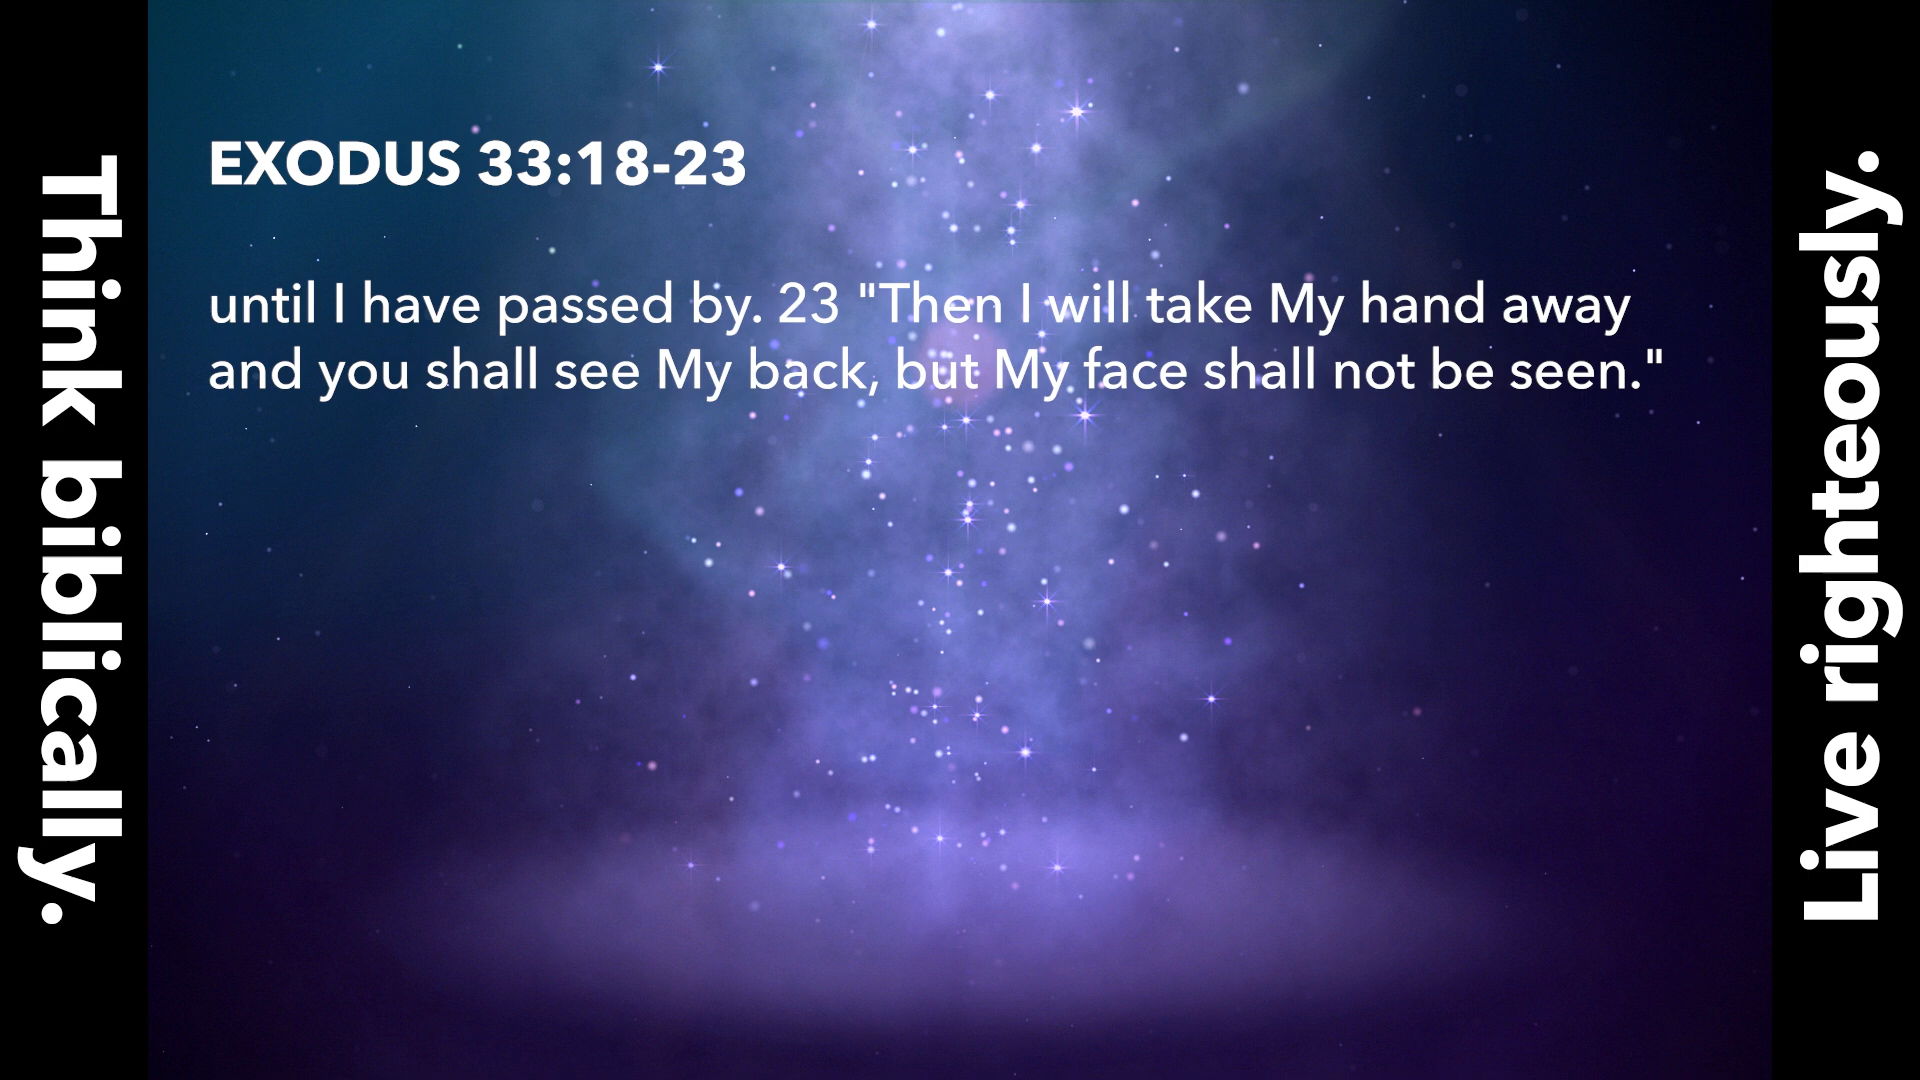 Think biblically.
EXODUS 33:18-23
until I have passed by. 23 "Then I will take My hand away
and you shall see My back, but My face shall not be seen."
Live righteously.